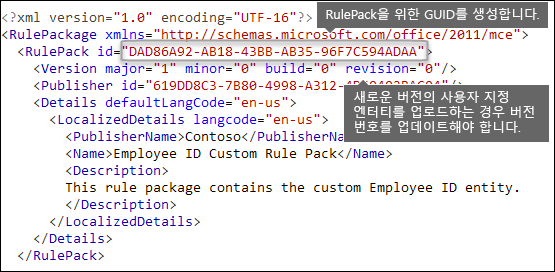 <?xml version="1.0" encoding="UTF-16"?>
RulePack을 위한 GUID를 생성합니다.
<RulePackage xmlns="http://schemas.microsoft.com/office/2011/mce">
<RulePack id="DAD86A92-AB18-43BB-AB35-96F7C594ADAA">
<Version major="1" minor="0" build="0" revision="0"/>
<Publisher id="619DD8C3-7B80-4998-A312-
새로운 버전의 사용자 지정
엔터티를 업로드하는 경우 버전
번호를 업데이트해야 합니다.
<Details defaultLangCode="en-us">
<LocalizedDetails langcode="en-us">
<PublisherName>Contoso</PublisherName>
<Name>Employee ID Custom Rule Pack</Name>
<Description>
This rule package contains the custom Employee ID entity.
</Description>
</LocalizedDetails>
</Details>
</RulePack>